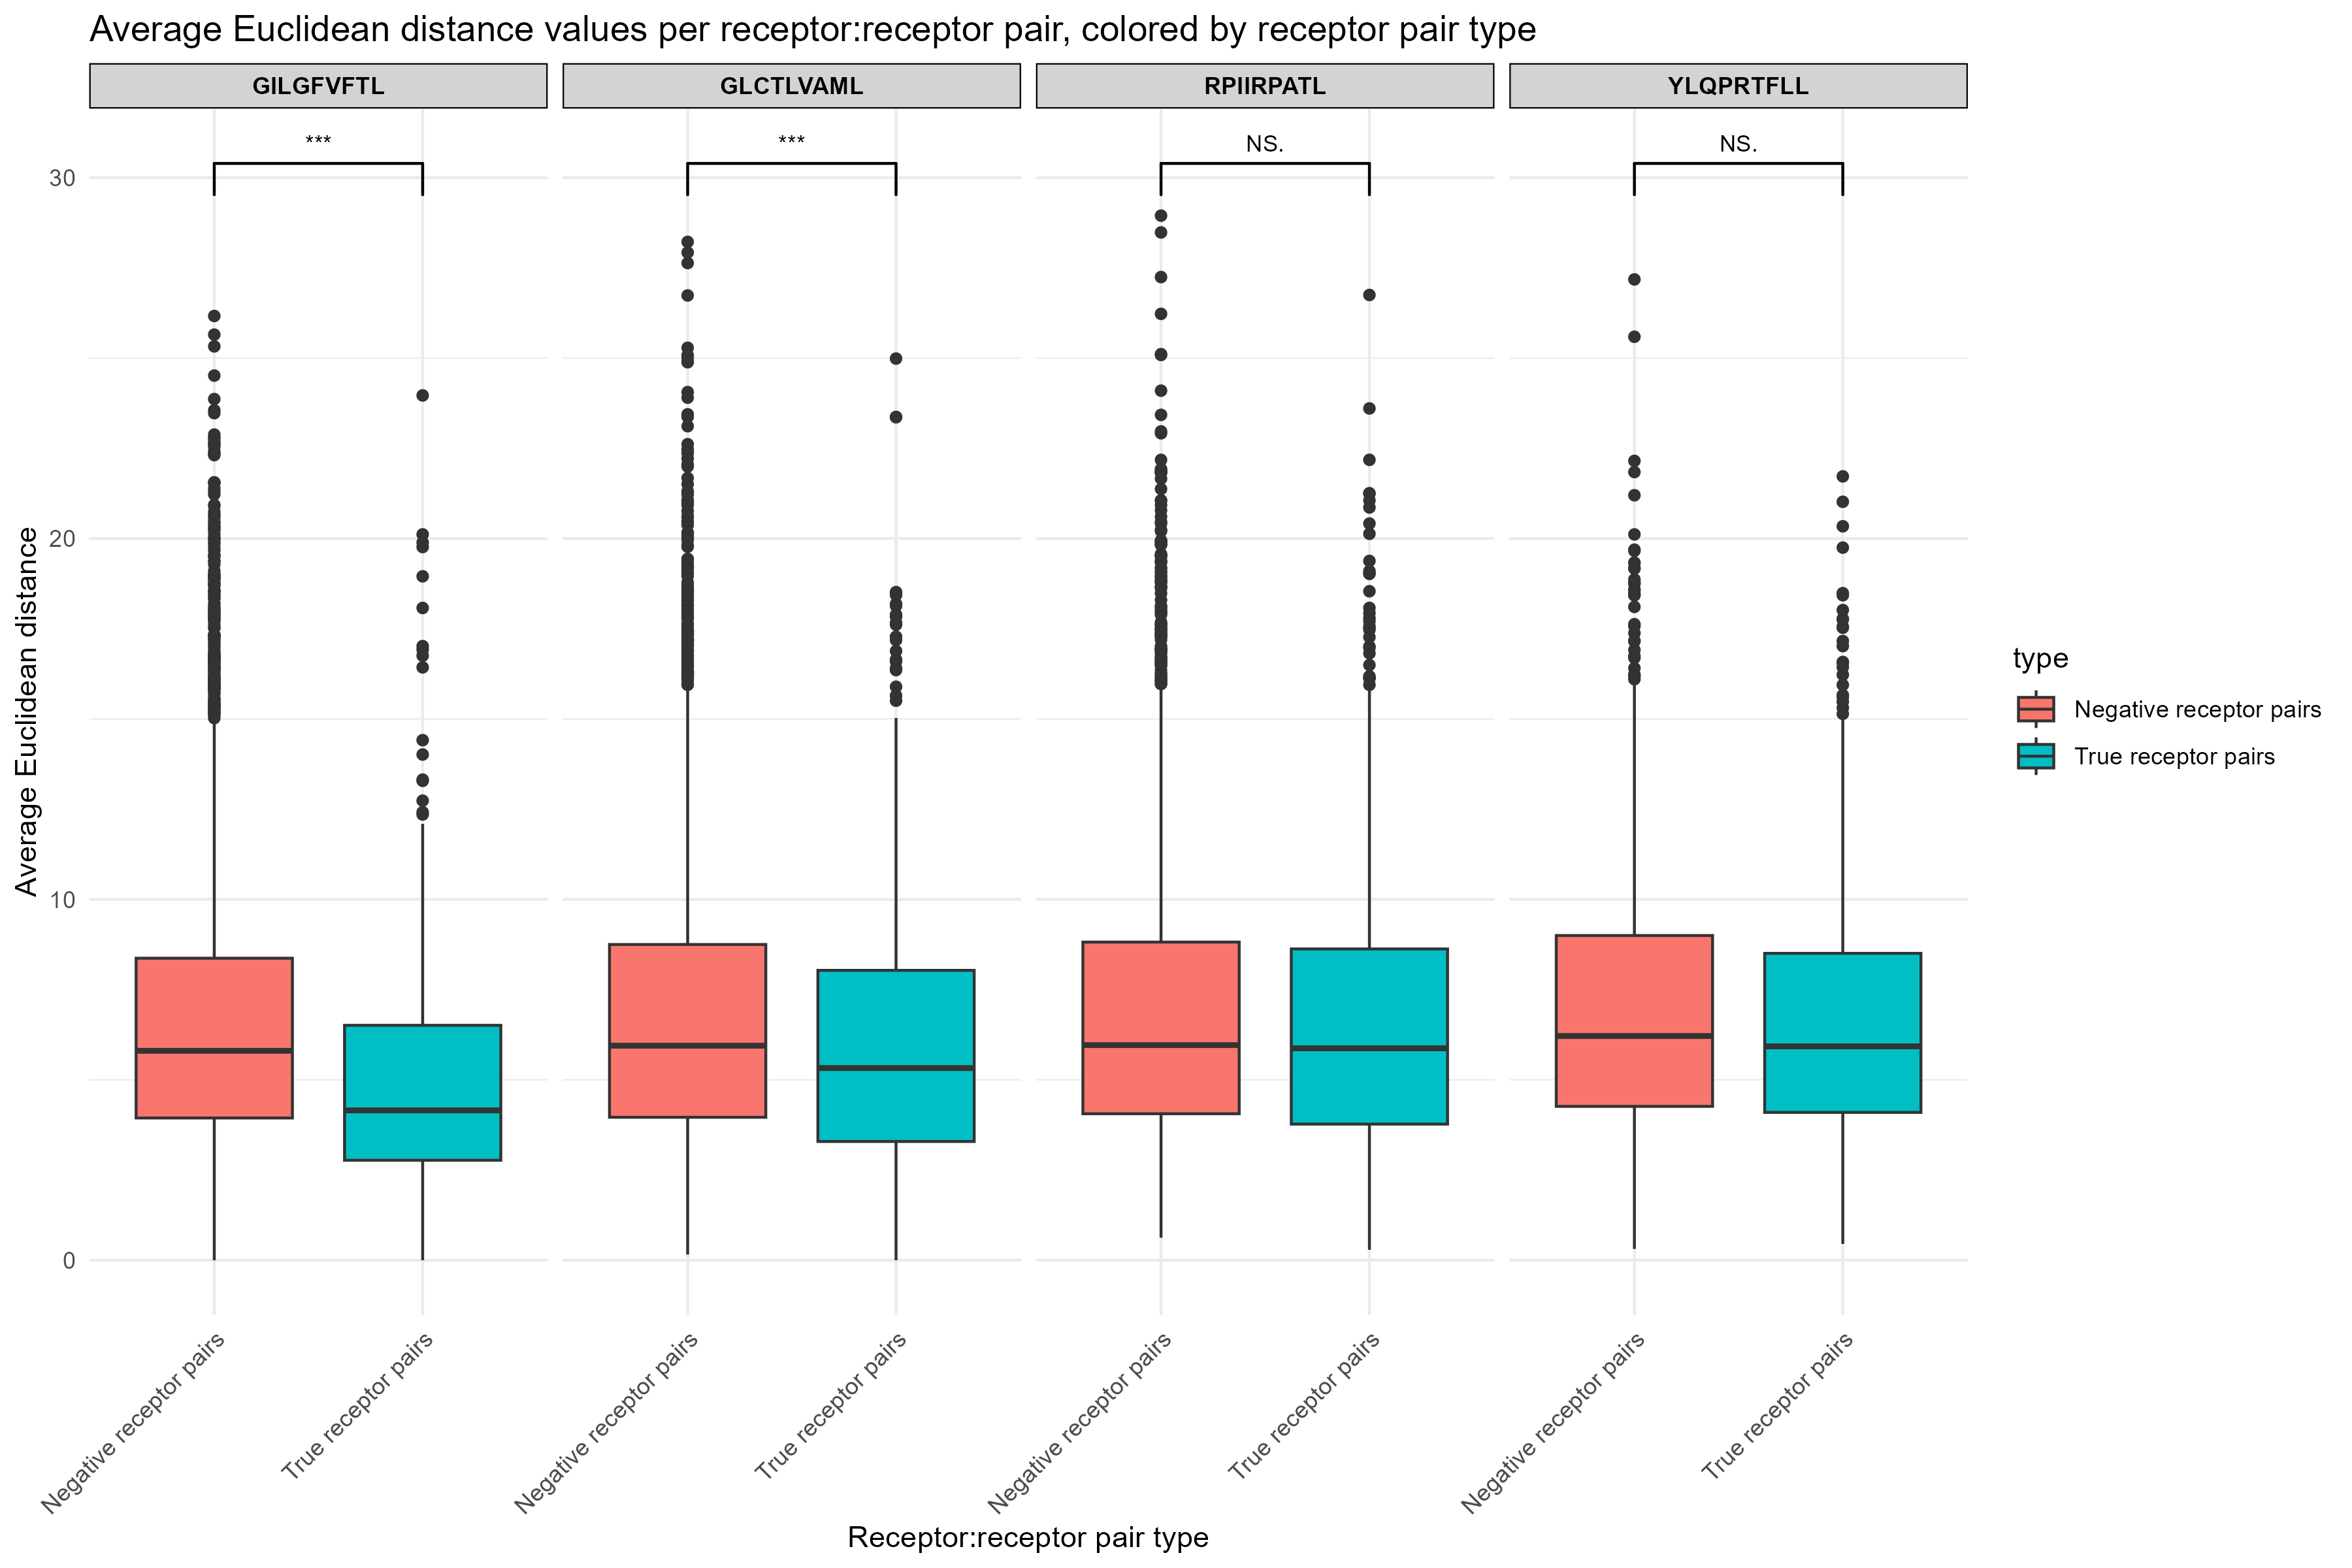 Average Euclidean distance values per receptor:receptor pair, colored by receptor pair type
GILGFVFTL
GLCTLVAML
RPIIRPATL
YLQPRTFLL
***
***
NS.
NS.
30
20
10
0
Average Euclidean distance
Negative receptor pairs
True receptor pairs
Negative receptor pairs
True receptor pairs
Negative receptor pairs
True receptor pairs
Negative receptor pairs
True receptor pairs
Receptor:receptor pair type
type
Negative receptor pairs
True receptor pairs